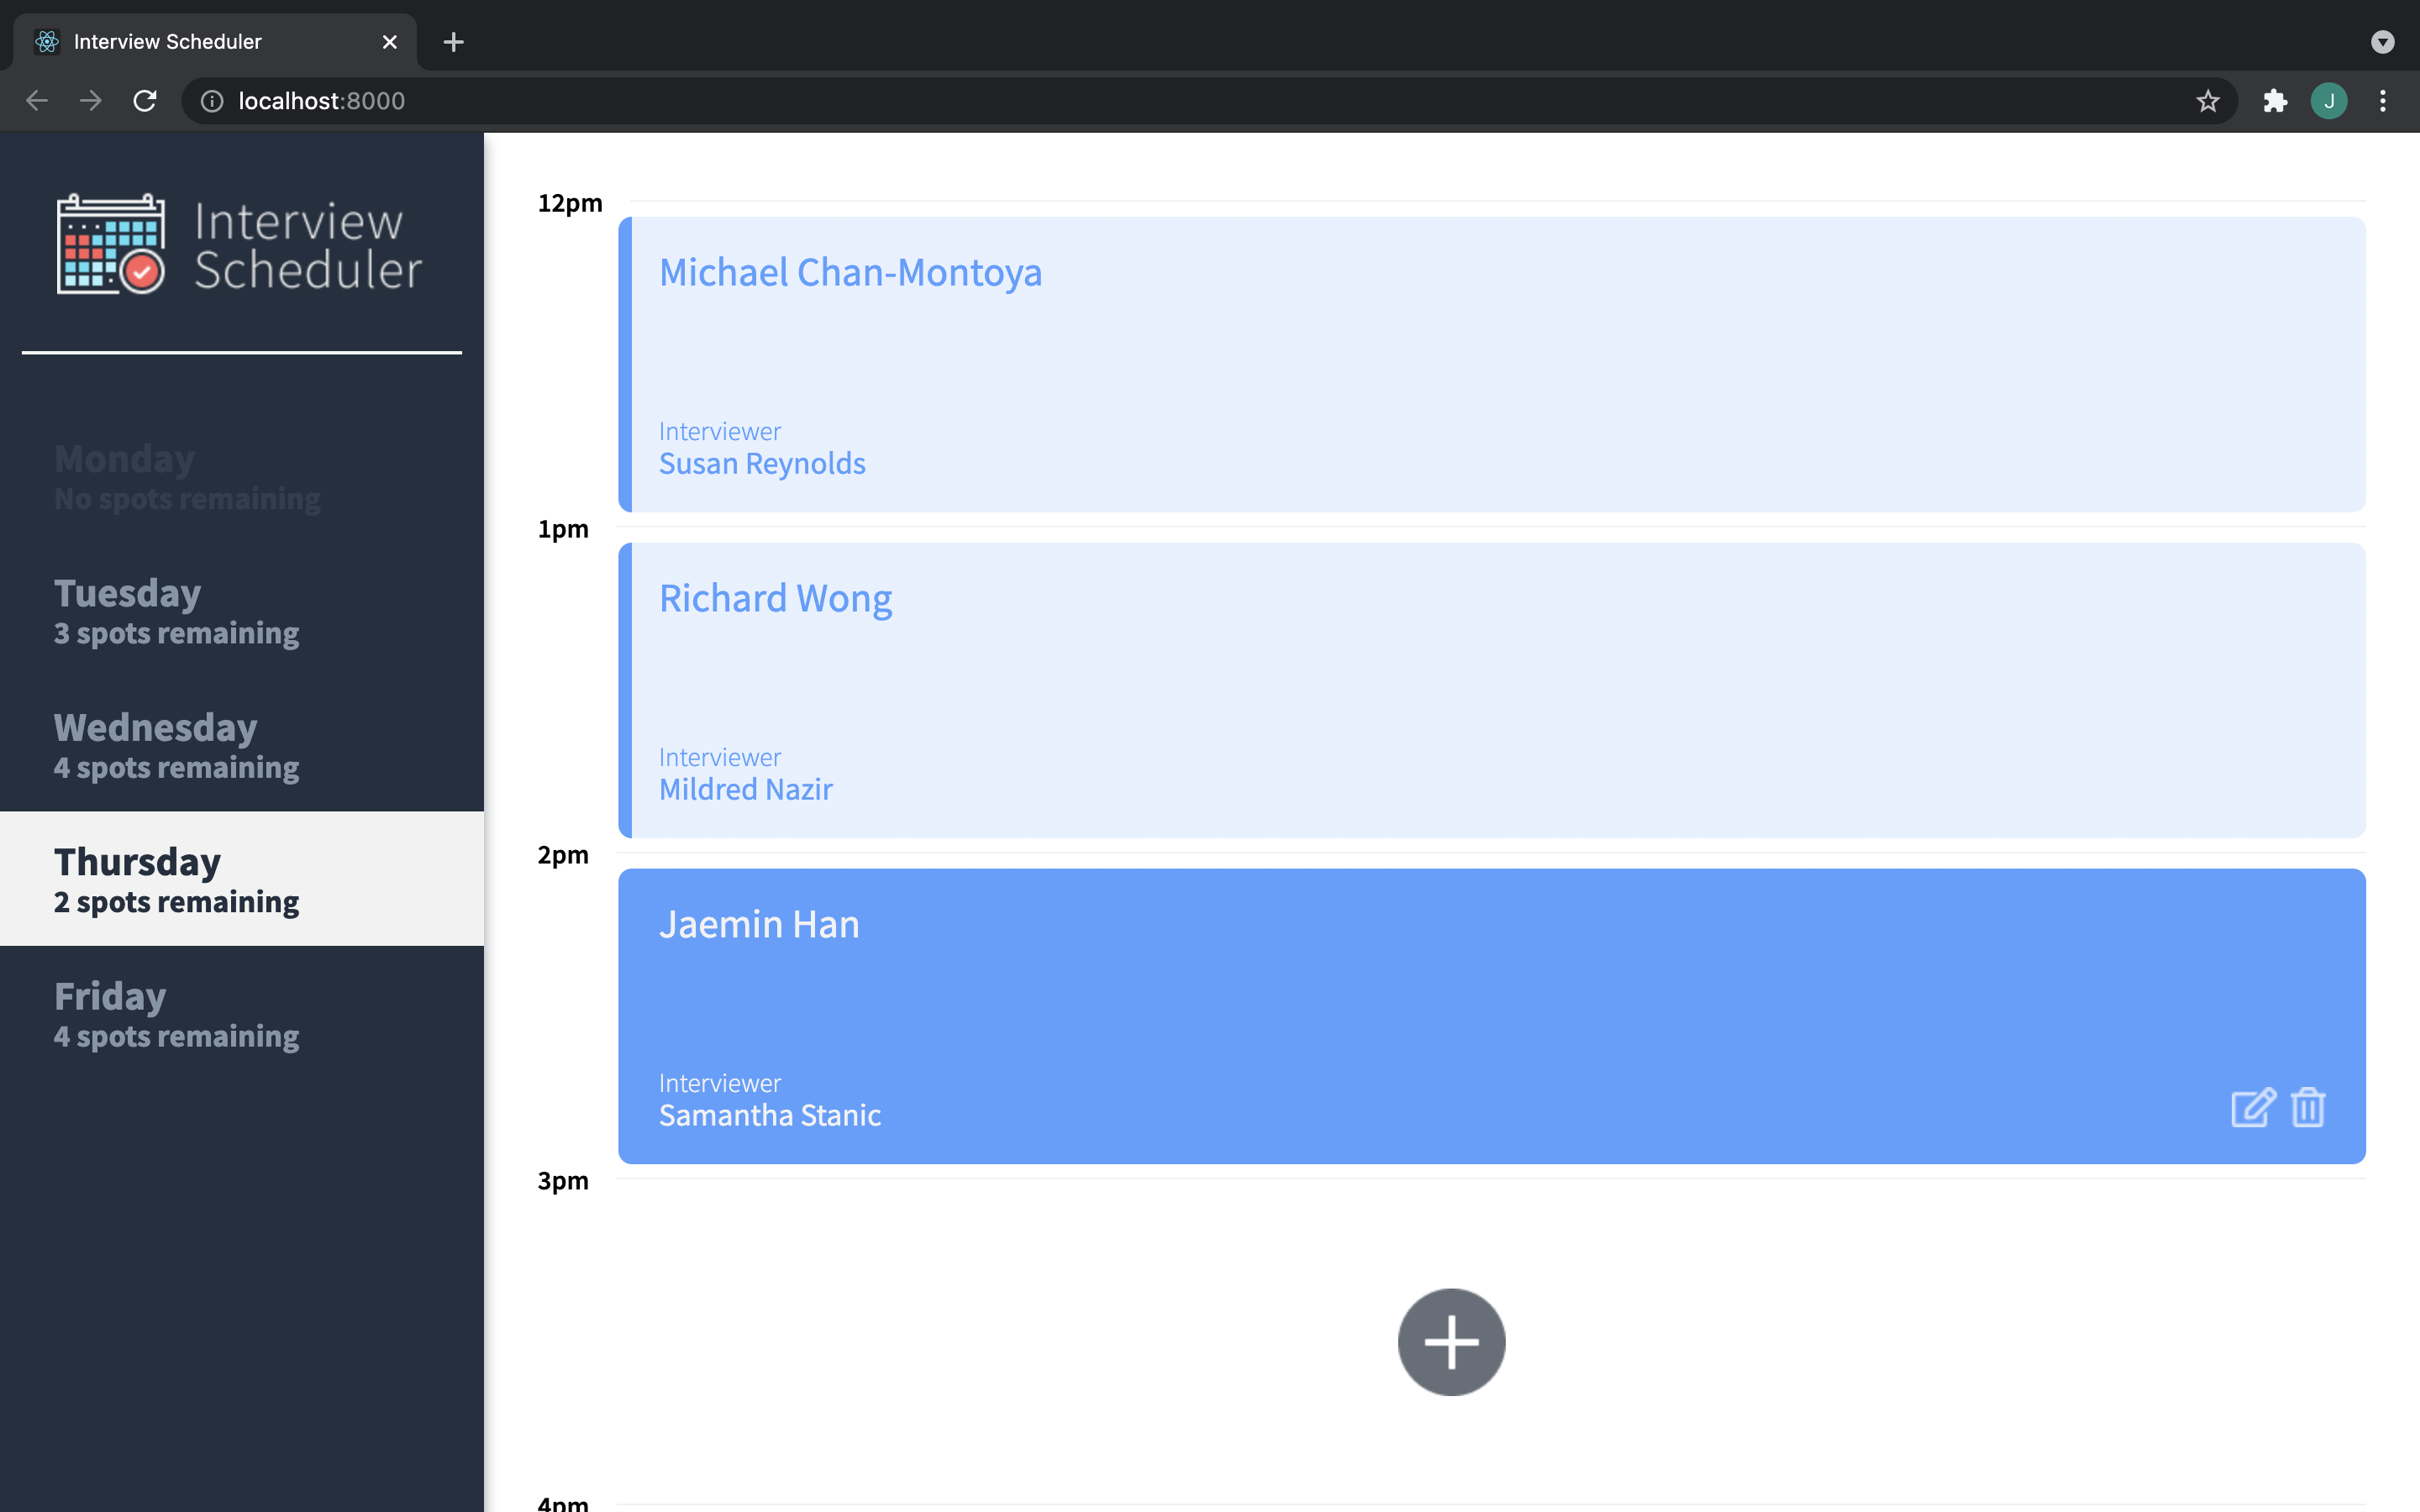 Interview Scheduler
localhost:8000
J
Interview
Scheduler
Monday
No spots remaining
Tuesday
3 spots remaining
Wednesday
4 spots remaining
Thursday
2 spots remaining
Friday
4 spots remaining
12pm
Michael Chan-Montoya
Interviewer
Susan Reynolds
1pm
Richard Wong
Interviewer
Mildred Nazir
2pm
Jaemin Han
Interviewer
Samantha Stanic
3pm
4pm